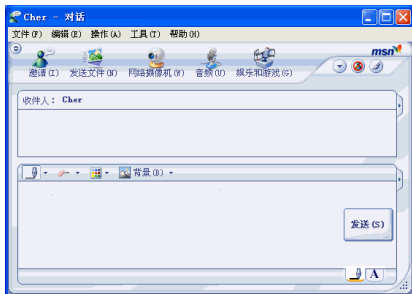 Cher - 对话
文件(F) 编辑(E) 操作(A) 工具(T) 帮助(H)
msn
邀请(I) 发送文件(N) 网络摄像机(W) 音频(U) 娱乐和游戏(G)
收件人: Cher
背景(B)
发送(S)
A